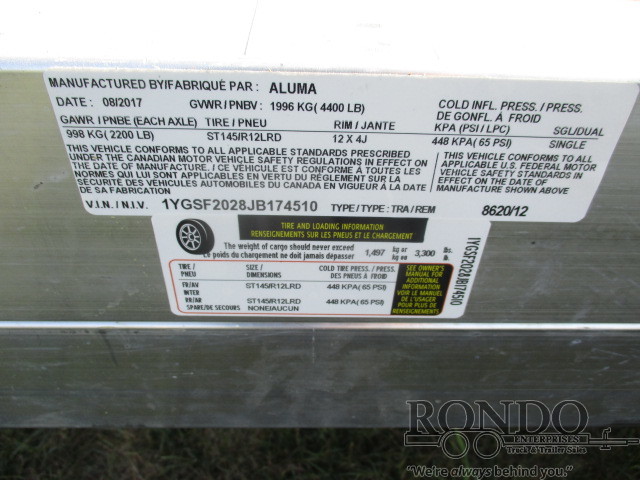 MANUFACTURED BY/FABRIQUÉ PAR : ALUMA
DATE : 08/2017 GVWR / PNBV : 1996 KG( 4400 LB)
GAWR / PNBE (EACH AXLE) TIRE / PNEU RIM / JANTE COLD INFL. PRESS. / PRESS. DE GONFL. À FROID KPA (PSI / LPC) SGL/DUAL
998 KG( 2200 LB) ST145/R12LRD 12 X 4J 448 KPA( 65 PSI) SINGLE
THIS VEHICLE CONFORMS TO ALL APPLICABLE STANDARDS PRESCRIBED
UNDER THE CANADIAN MOTOR VEHICLE SAFETY REGULATIONS IN EFFECT ON
THE DATE OF MANUFACTURE. / CE VÉHICULE EST CONFORME À TOUTES
LES NORMES QUI LUI SONT APPLICABLES EN VERTU DU RÈGLEMENT SUR LA
SÉCURITÉ DES VÉHICULES AUTOMOBILES DU CANADA EN VIGUEUR À LA DATE
DE SA FABRICATION.
THIS VEHICLE CONFORMS TO ALL
APPLICABLE U.S. FEDERAL MOTOR
VEHICLE SAFETY STANDARDS IN
EFFECT ON THE DATE OF
MANUFACTURE SHOWN ABOVE
V.I.N. / N.I.V. 1YGSF2028JB174510 TYPE / TYPE : TRA / REM 8620/12
TIRE AND LOADING INFORMATION
RENSEIGNEMENTS SUR LES PNEUS ET LE CHARGEMENT
The weight of cargo should never exceed
Le poids du chargement ne doit jamais dépasser
1,497 kg or kg ou 3,300 lbs. lb.
TIRE / PNEU SIZE / DIMENSIONS COLD TIRE PRESS. / PRESS. DES PNEUS À FROID
FR/AV ST145/R12LRD 448 KPA( 65 PSI)
INTER
RR/AR ST145/R12LRD 448 KPA( 65 PSI)
SPARE/DE SECOURS NONE/AUCUN
SEE OWNER'S
MANUAL FOR
ADDITIONAL
INFORMATION
VOIR LE MANUEL
DE L'USAGER
POUR PLUS DE
RENSEIGNEMENTS
1YGSF2028JB174510
RONDO
ENTERPRISES
Truck & Trailer Sales
"We're always behind you."